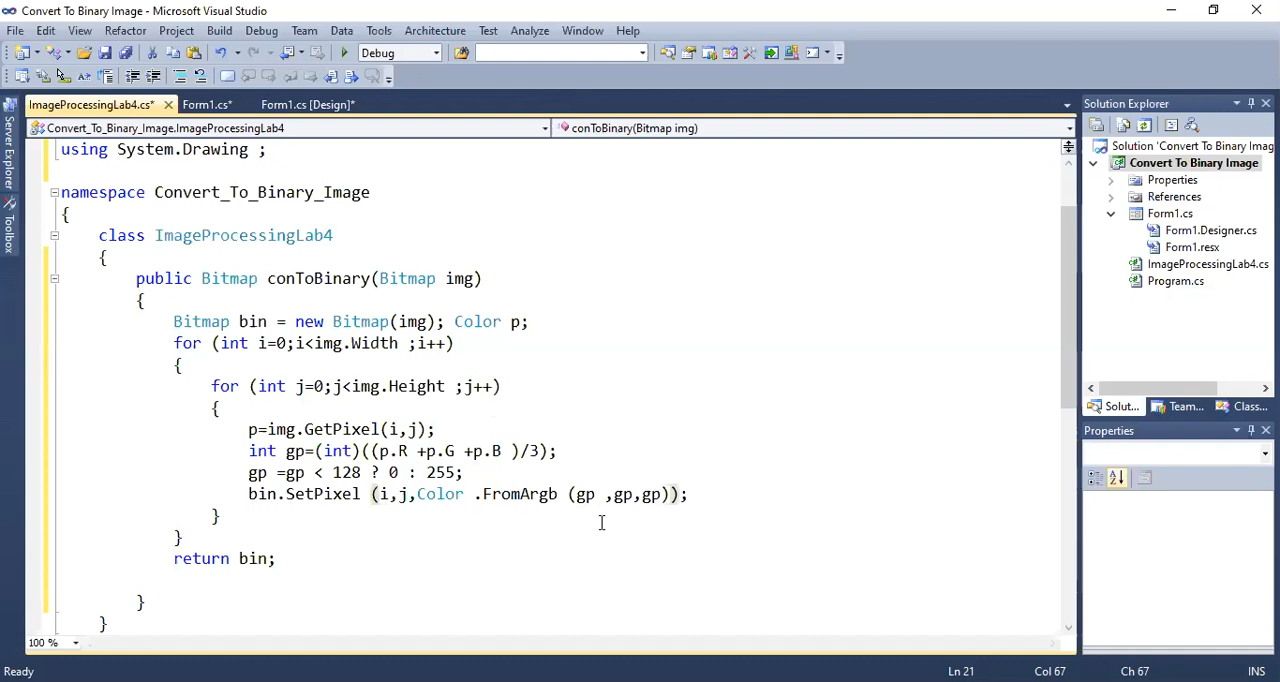 Convert To Binary Image - Microsoft Visual Studio
File Edit View Refactor Project Build Debug Team Data Tools Architecture Test Analyze Window Help
Debug
ImageProcessingLab4.cs* Form1.cs* Form1.cs [Design]*
Convert_To_Binary_Image.ImageProcessingLab4 conToBinary(Bitmap img)
using System.Drawing ;
namespace Convert_To_Binary_Image
{
class ImageProcessingLab4
{
public Bitmap conToBinary(Bitmap img)
{
Bitmap bin = new Bitmap(img); Color p;
for (int i=0;i<img.Width ;i++)
{
for (int j=0;j<img.Height ;j++)
{
p=img.GetPixel(i,j);
int gp=(int)((p.R +p.G +p.B )/3);
gp =gp < 128 ? 0 : 255;
bin.SetPixel (i,j,Color .FromArgb (gp ,gp,gp));
}
}
return bin;
}
}
100 %
Server Explorer
Toolbox
Solution Explorer
Solution 'Convert To Binary Imag
Convert To Binary Image
Properties
References
Form1.cs
Form1.Designer.cs
Form1.resx
ImageProcessingLab4.cs
Program.cs
Solut... Team... Class...
Properties
Ready Ln 21 Col 67 Ch 67 INS